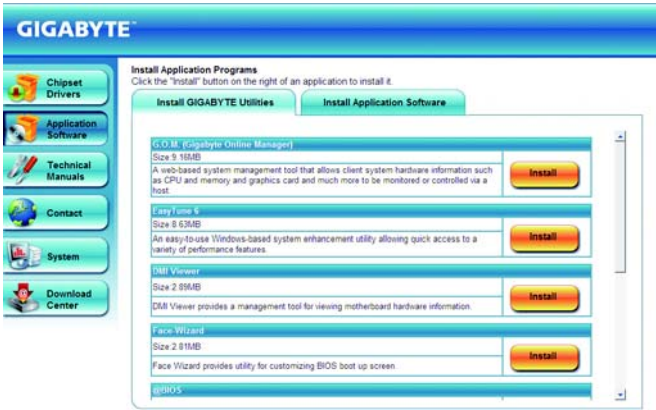 GIGABYTE™
Chipset
Drivers
Application
Software
Technical
Manuals
Contact
System
Download
Center
Install Application Programs
Click the "Install" button on the right of an application to install it.
Install GIGABYTE Utilities
Install Application Software
G.O.M. (Gigabyte Online Manager)
Size:9.16MB
A web-based system management tool that allows client system hardware information such
as CPU and memory and graphics card and much more to be monitored or controlled via a
host.
Install
EasyTune 6
Size:8.63MB
An easy-to-use Windows-based system enhancement utility allowing quick access to a
variety of performance features.
Install
DMI Viewer
Size:2.89MB
DMI Viewer provides a management tool for viewing motherboard hardware information.
Install
Face-Wizard
Size:2.81MB
Face Wizard provides utility for customizing BIOS boot up screen.
Install
@BIOS